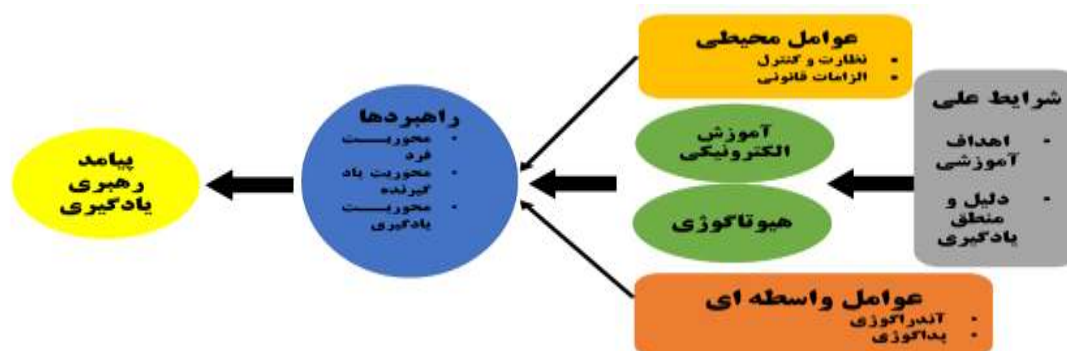 شرایط علی
- اهداف
آموزشی
- دلیل و
منطق
یادگیری
عوامل محیطی
- نظارت و کنترل
- الزامات قانونی
آموزش
الکترونیکی
هیوتاگوژی
عوامل واسطه ای
- آندراگوژی
- پداگوژی
راهبردها
- محوریت
فرد
- محوریت یاد
گیرنده
- محوریت
یادگیری
پیامد
رهبری
یادگیری